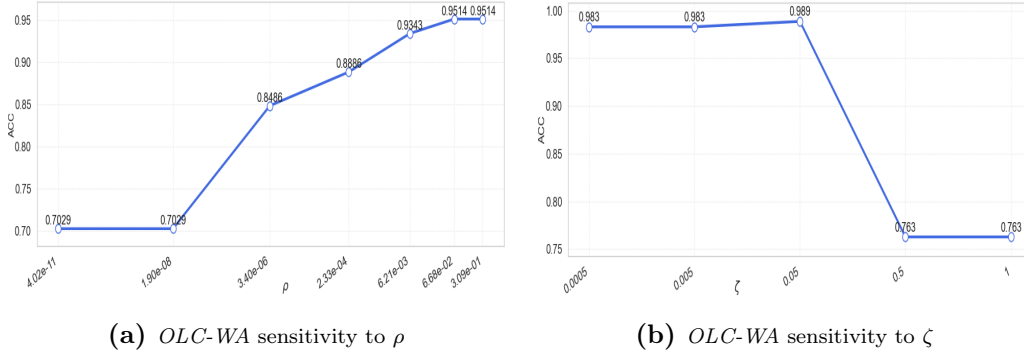 0.95
0.90
0.85
0.80
0.75
0.70
ACC
0.7029
0.7029
0.8486
0.8886
0.9343
0.9514
0.9514
4.02e-11
1.90e-08
3.40e-06
2.33e-04
6.21e-03
6.68e-02
3.09e-01
ρ
(a) OLC-WA sensitivity to ρ
1.00
0.95
0.90
0.85
0.80
0.75
ACC
0.983
0.983
0.989
0.763
0.763
0.0005
0.005
0.05
0.5
1
ζ
(b) OLC-WA sensitivity to ζ